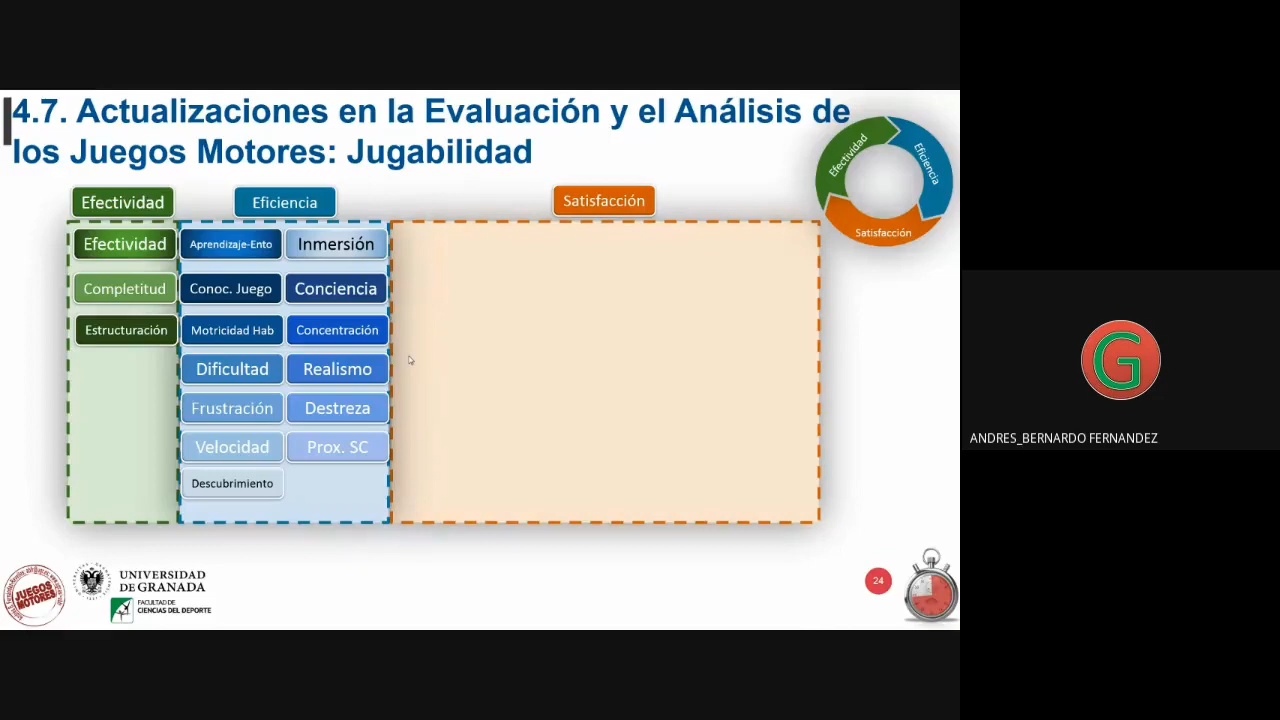 4.7. Actualizaciones en la Evaluación y el Análisis de
los Juegos Motores: Jugabilidad
Efectividad
Eficiencia
Satisfacción
Efectividad
Eficiencia
Satisfacción
Efectividad
Aprendizaje-Ento
Inmersión
Completitud
Conoc. Juego
Conciencia
Estructuración
Motricidad Hab
Concentración
Dificultad
Realismo
Frustración
Destreza
Velocidad
Prox. SC
Descubrimiento
JUEGOS
MOTORES
UNIVERSIDAD
DE GRANADA
FACULTAD DE
CIENCIAS DEL DEPORTE
24
G
ANDRES_BERNARDO FERNANDEZ